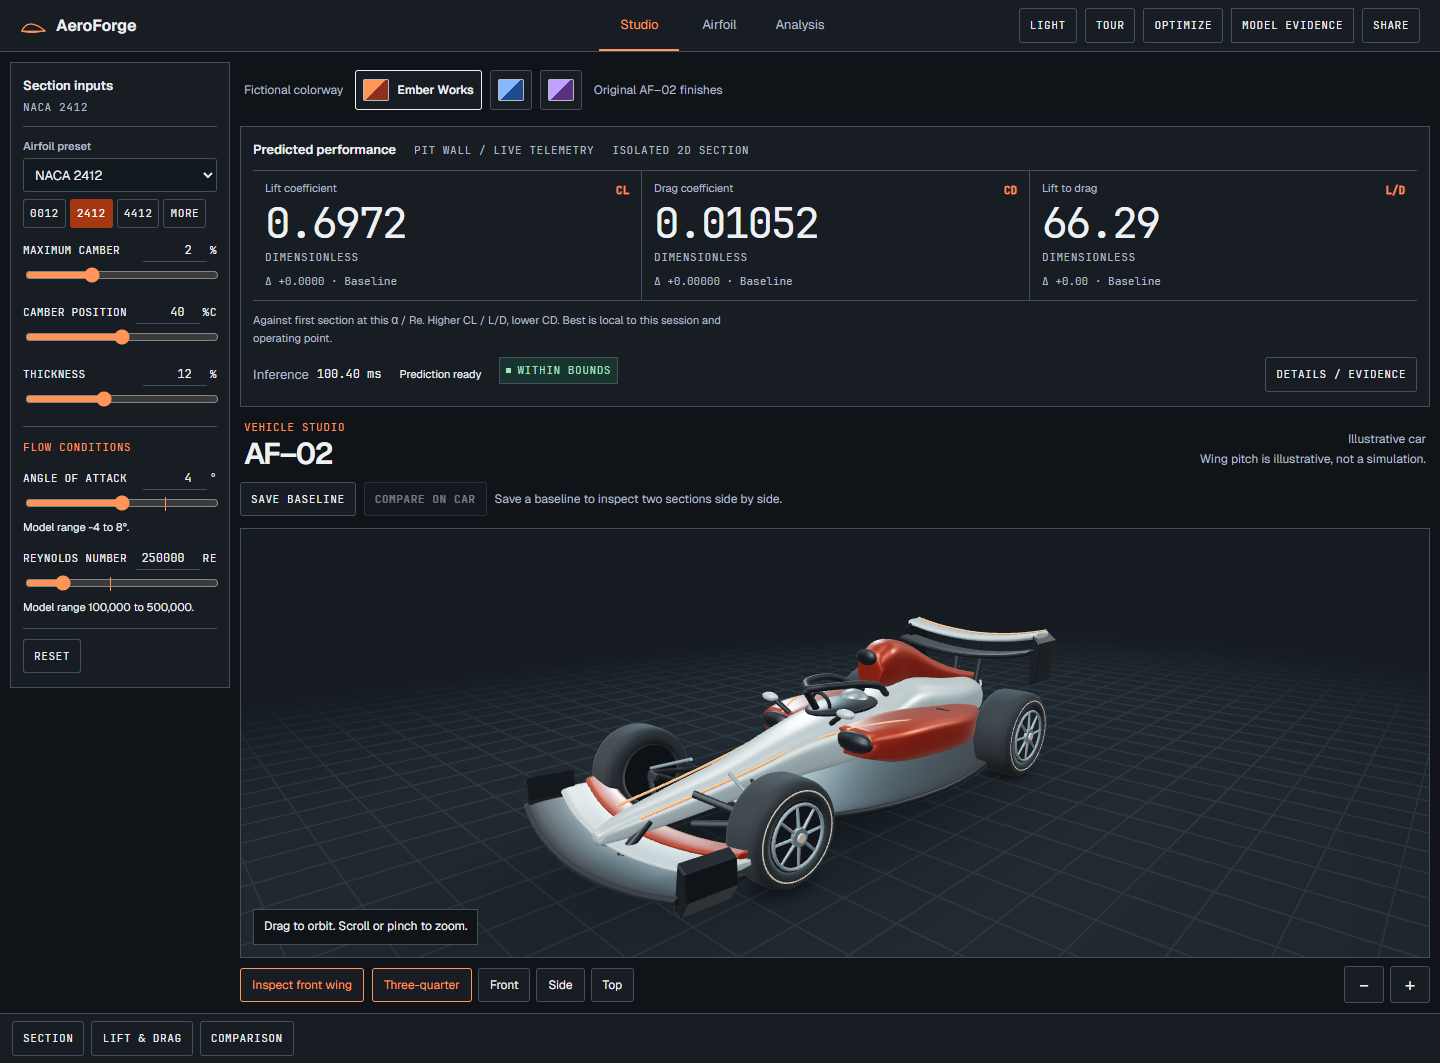 AeroForge
Studio
Airfoil
Analysis
LIGHT
TOUR
OPTIMIZE
MODEL EVIDENCE
SHARE
Section inputs
NACA 2412
Airfoil preset
NACA 2412
0012
2412
4412
MORE
MAXIMUM CAMBER 2 %
CAMBER POSITION 40 %C
THICKNESS 12 %
FLOW CONDITIONS
ANGLE OF ATTACK 4 °
Model range -4 to 8°.
REYNOLDS NUMBER 250000 RE
Model range 100,000 to 500,000.
RESET
Fictional colorway
Ember Works
Original AF–02 finishes
Predicted performance PIT WALL / LIVE TELEMETRY ISOLATED 2D SECTION
Lift coefficient CL
0.6972
DIMENSIONLESS
Δ +0.0000 · Baseline
Drag coefficient CD
0.01052
DIMENSIONLESS
Δ +0.00000 · Baseline
Lift to drag L/D
66.29
DIMENSIONLESS
Δ +0.00 · Baseline
Against first section at this α / Re. Higher CL / L/D, lower CD. Best is local to this session and
operating point.
Inference 100.40 ms Prediction ready WITHIN BOUNDS
DETAILS / EVIDENCE
VEHICLE STUDIO
AF–02
Illustrative car
Wing pitch is illustrative, not a simulation.
SAVE BASELINE
COMPARE ON CAR
Save a baseline to inspect two sections side by side.
Drag to orbit. Scroll or pinch to zoom.
Inspect front wing
Three-quarter
Front
Side
Top
−
+
SECTION
LIFT & DRAG
COMPARISON